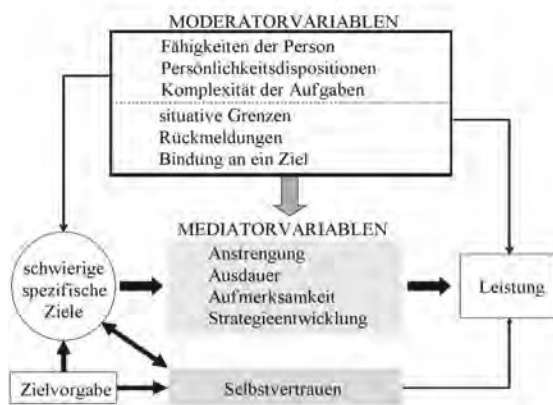 MODERATORVARIABLEN
Fähigkeiten der Person
Persönlichkeitsdispositionen
Komplexität der Aufgaben
situative Grenzen
Rückmeldungen
Bindung an ein Ziel
MEDIATORVARIABLEN
Anstrengung
Ausdauer
Aufmerksamkeit
Strategieentwicklung
schwierige
spezifische
Ziele
Leistung
Zielvorgabe
Selbstvertrauen